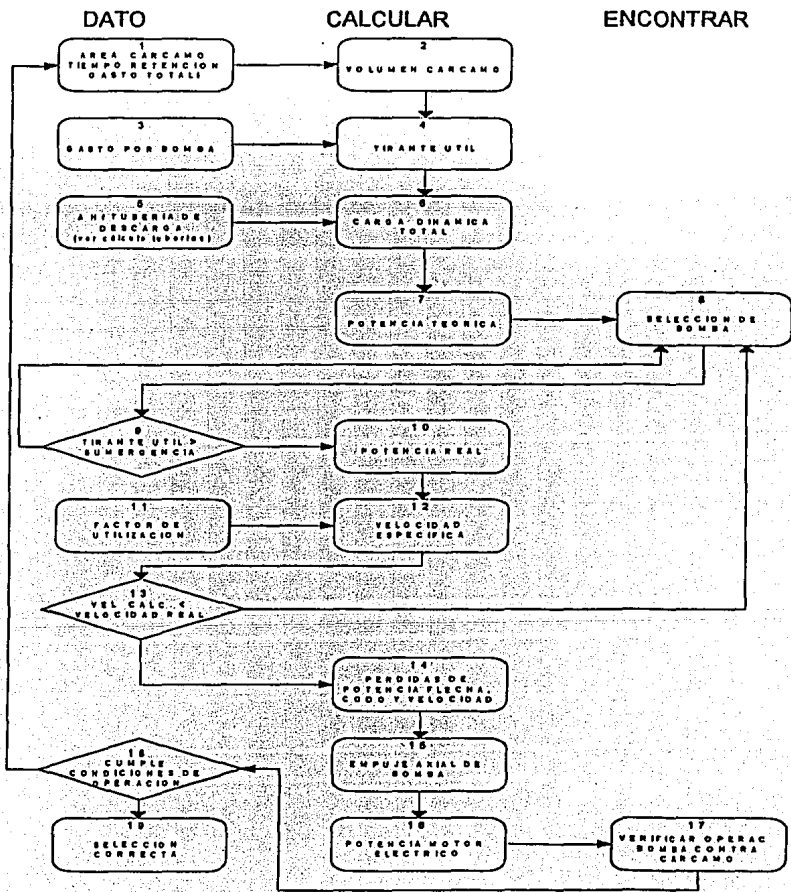 DATO CALCULAR ENCONTRAR
1
AREA CARCAMO
TIEMPO RETENCION
GASTO TOTALI
2
VOLUMEN CARCAMO
3
GASTO POR BOMBA
4
TIRANTE UTIL
5
TUBERIA DE
DESCARGA
(ver cálculo tuberías)
6
CARGA DINAMICA
TOTAL
7
POTENCIA TEORICA
8
SELECCION DE
BOMBA
9
TIRANTE UTIL >
SUMERGENCIA
10
POTENCIA REAL
11
FACTOR DE
UTILIZACION
12
VELOCIDAD
ESPECIFICA
13
VEL CALC. <
VELOCIDAD REAL
14
PERDIDAS DE
POTENCIA FLECHA,
CODO Y VELOCIDAD
15
EMPUJE AXIAL DE
BOMBA
16
POTENCIA MOTOR
ELECTRICO
17
VERIFICAR OPERAC
BOMBA CONTRA
CARCAMO
18
CUMPLE
CONDICIONES DE
OPERACION
19
SELECCION
CORRECTA